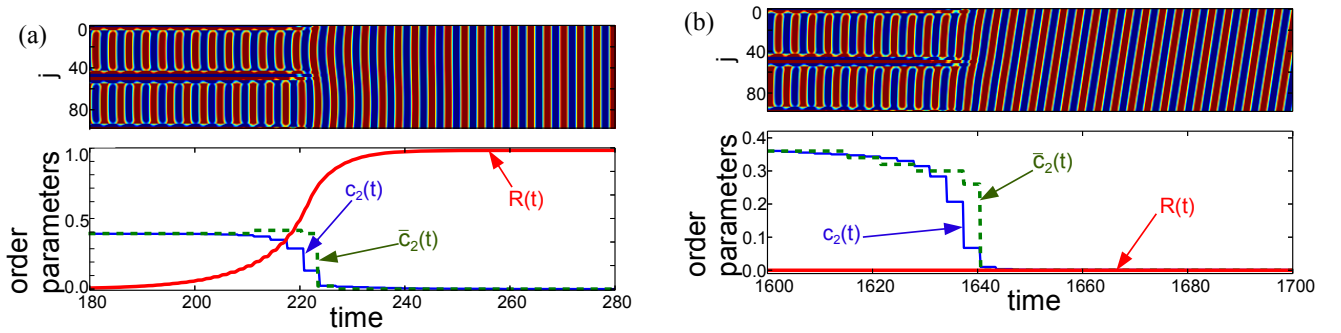 (a)
0
40
80
j
1.0
0.5
0.0
order
parameters
c₂(t)
c̄₂(t)
R(t)
180 200 220 240 260 280
time
(b)
0
40
80
j
0.4
0.3
0.2
0.1
0.0
order
parameters
c̄₂(t)
c₂(t)
R(t)
1600 1620 1640 1660 1680 1700
time